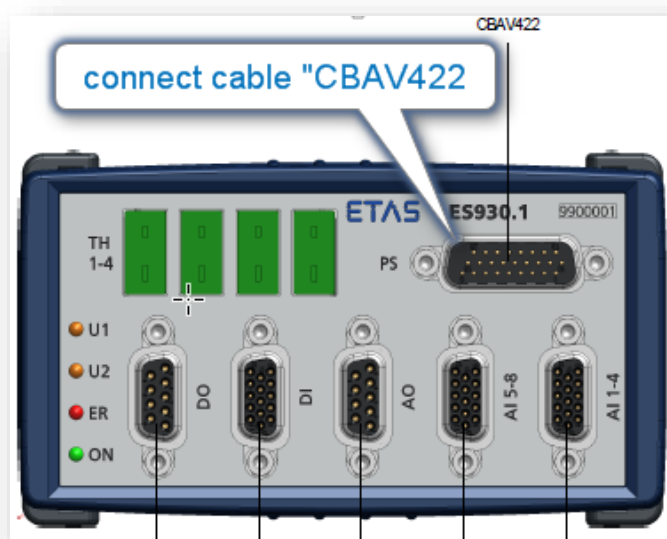 CBAV422
connect cable "CBAV422
ETAS
ES930.1
9900001
TH
1-4
PS
U1
U2
ER
ON
DO
DI
AO
AI 5-8
AI 1-4